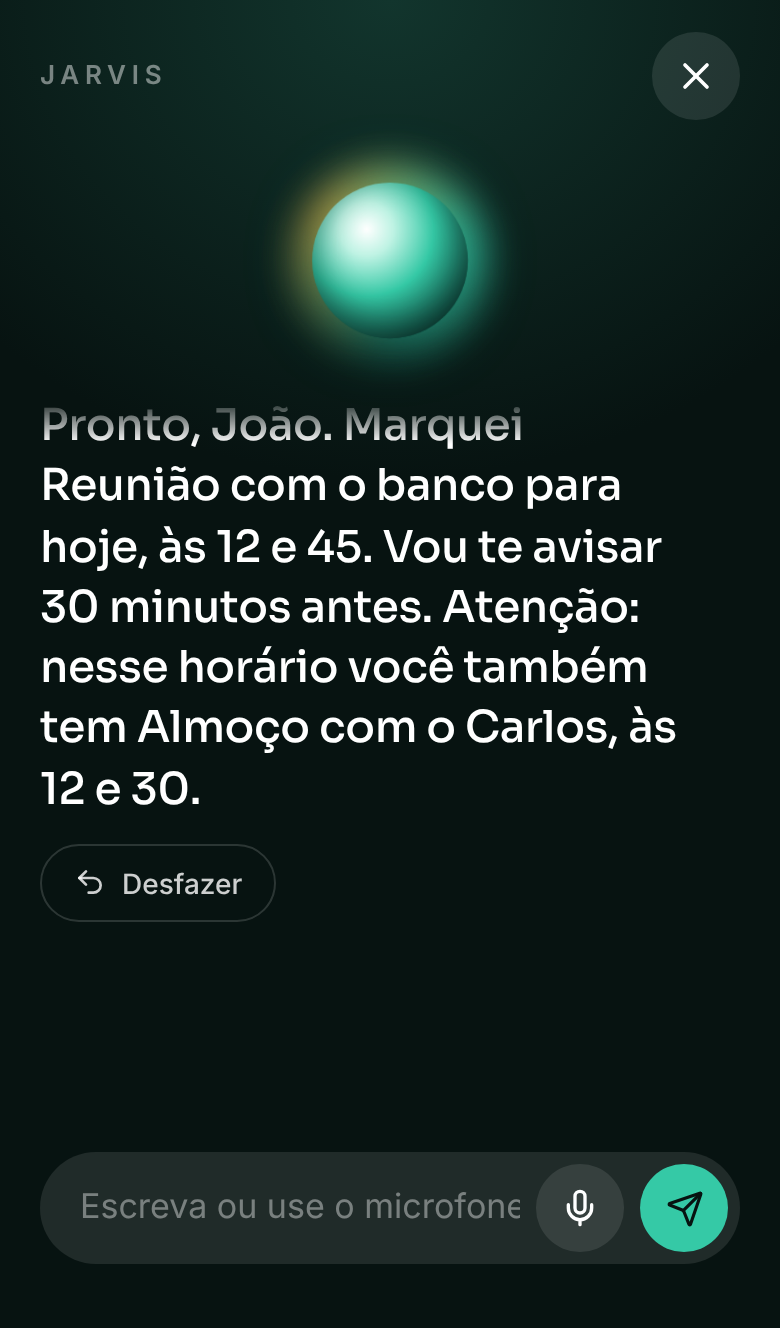 JARVIS
Pronto, João. Marquei
Reunião com o banco para
hoje, às 12 e 45. Vou te avisar
30 minutos antes. Atenção:
nesse horário você também
tem Almoço com o Carlos, às
12 e 30.
Desfazer
Escreva ou use o microfone